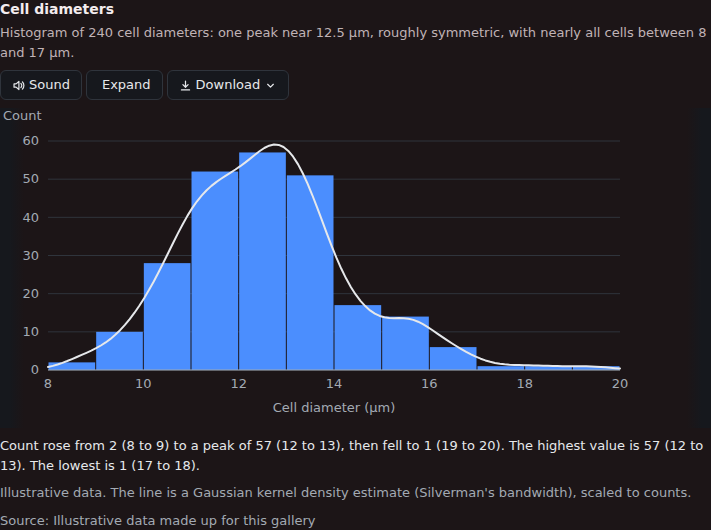 Cell diameters
Histogram of 240 cell diameters: one peak near 12.5 µm, roughly symmetric, with nearly all cells between 8
and 17 µm.
Sound Expand Download
Count
60
50
40
30
20
10
0
8 10 12 14 16 18 20
Cell diameter (µm)
Count rose from 2 (8 to 9) to a peak of 57 (12 to 13), then fell to 1 (19 to 20). The highest value is 57 (12 to
13). The lowest is 1 (17 to 18).
Illustrative data. The line is a Gaussian kernel density estimate (Silverman's bandwidth), scaled to counts.
Source: Illustrative data made up for this gallery